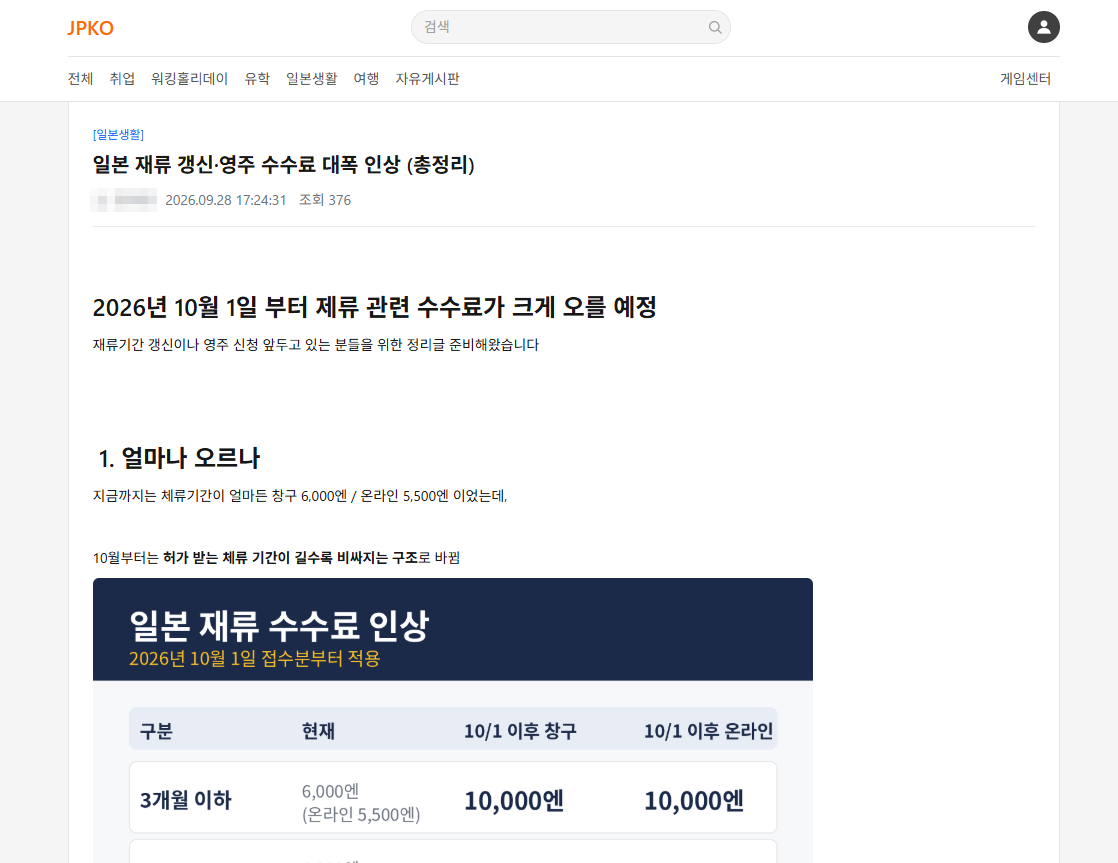 JPKO
검색
전체 취업 워킹홀리데이 유학 일본생활 여행 자유게시판 게임센터
[일본생활]
일본 재류 갱신·영주 수수료 대폭 인상 (총정리)
2026.09.28 17:24:31 조회 376
2026년 10월 1일 부터 제류 관련 수수료가 크게 오를 예정
재류기간 갱신이나 영주 신청 앞두고 있는 분들을 위한 정리글 준비해왔습니다
1. 얼마나 오르나
지금까지는 체류기간이 얼마든 창구 6,000엔 / 온라인 5,500엔 이었는데,
10월부터는 허가 받는 체류 기간이 길수록 비싸지는 구조로 바뀜
일본 재류 수수료 인상
2026년 10월 1일 접수분부터 적용
구분 현재 10/1 이후 창구 10/1 이후 온라인
3개월 이하 6,000엔 10,000엔 10,000엔
(온라인 5,500엔)